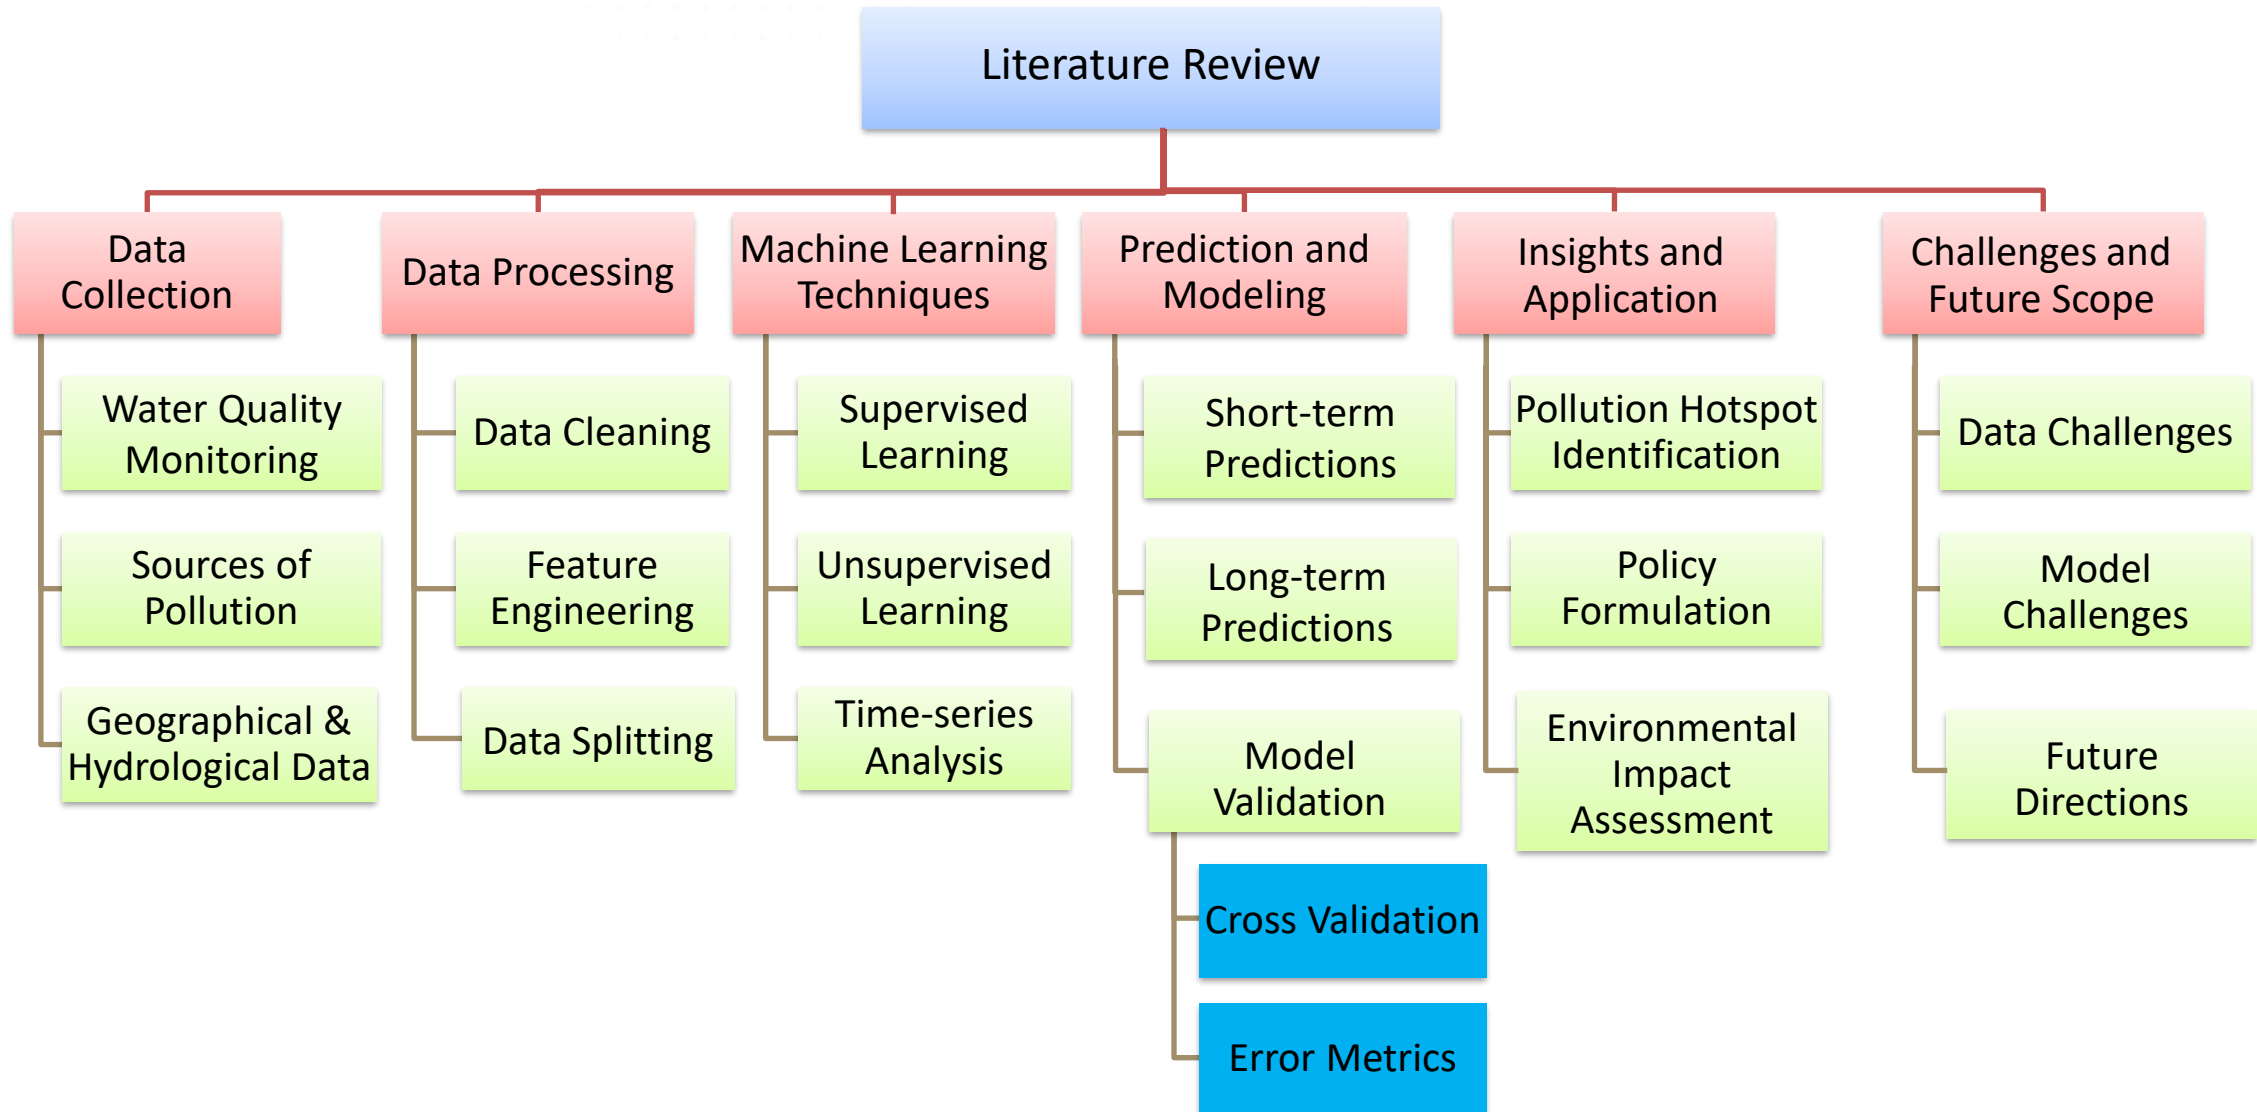 Literature Review
Data
Collection
Data Processing
Machine Learning
Techniques
Prediction and
Modeling
Insights and
Application
Challenges and
Future Scope
Water Quality
Monitoring
Sources of
Pollution
Geographical &
Hydrological Data
Data Cleaning
Feature
Engineering
Data Splitting
Supervised
Learning
Unsupervised
Learning
Time-series
Analysis
Short-term
Predictions
Long-term
Predictions
Model
Validation
Cross Validation
Error Metrics
Pollution Hotspot
Identification
Policy
Formulation
Environmental
Impact
Assessment
Data Challenges
Model
Challenges
Future
Directions